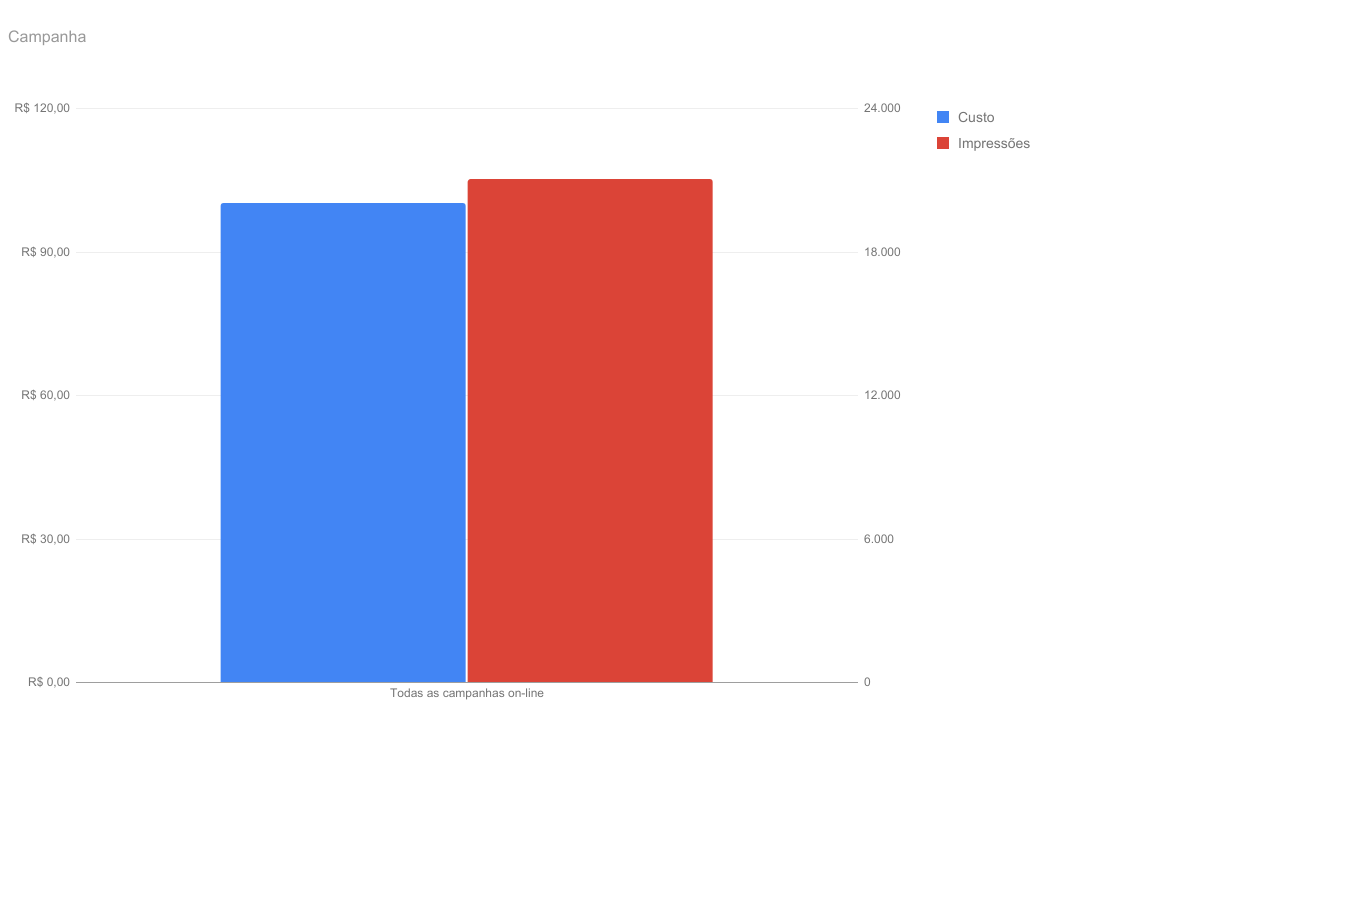 Campanha
R$ 120,00
R$ 90,00
R$ 60,00
R$ 30,00
R$ 0,00
24.000
18.000
12.000
6.000
0
Todas as campanhas on-line
Custo
Impressões